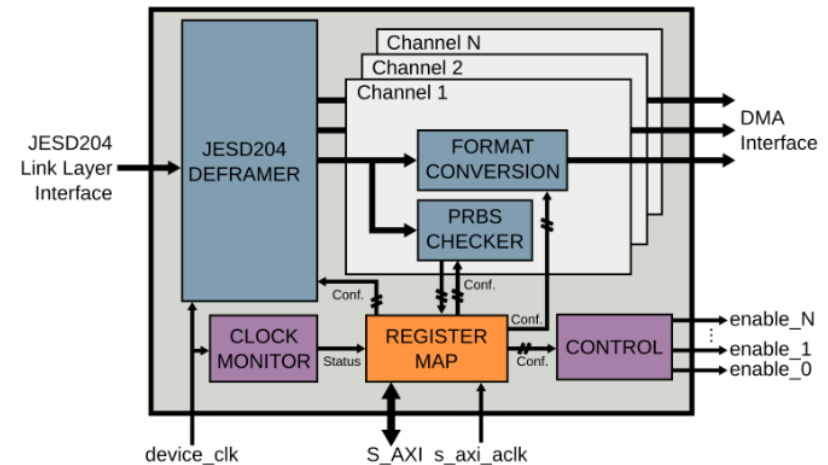 Channel N
Channel 2
Channel 1
JESD204
Link Layer
Interface
JESD204
DEFRAMER
FORMAT
CONVERSION
DMA
Interface
PRBS
CHECKER
Conf.
Conf.
Conf.
CLOCK
MONITOR
Status
REGISTER
MAP
Conf.
CONTROL
enable_N
⋮
enable_1
enable_0
device_clk
S_AXI
s_axi_aclk